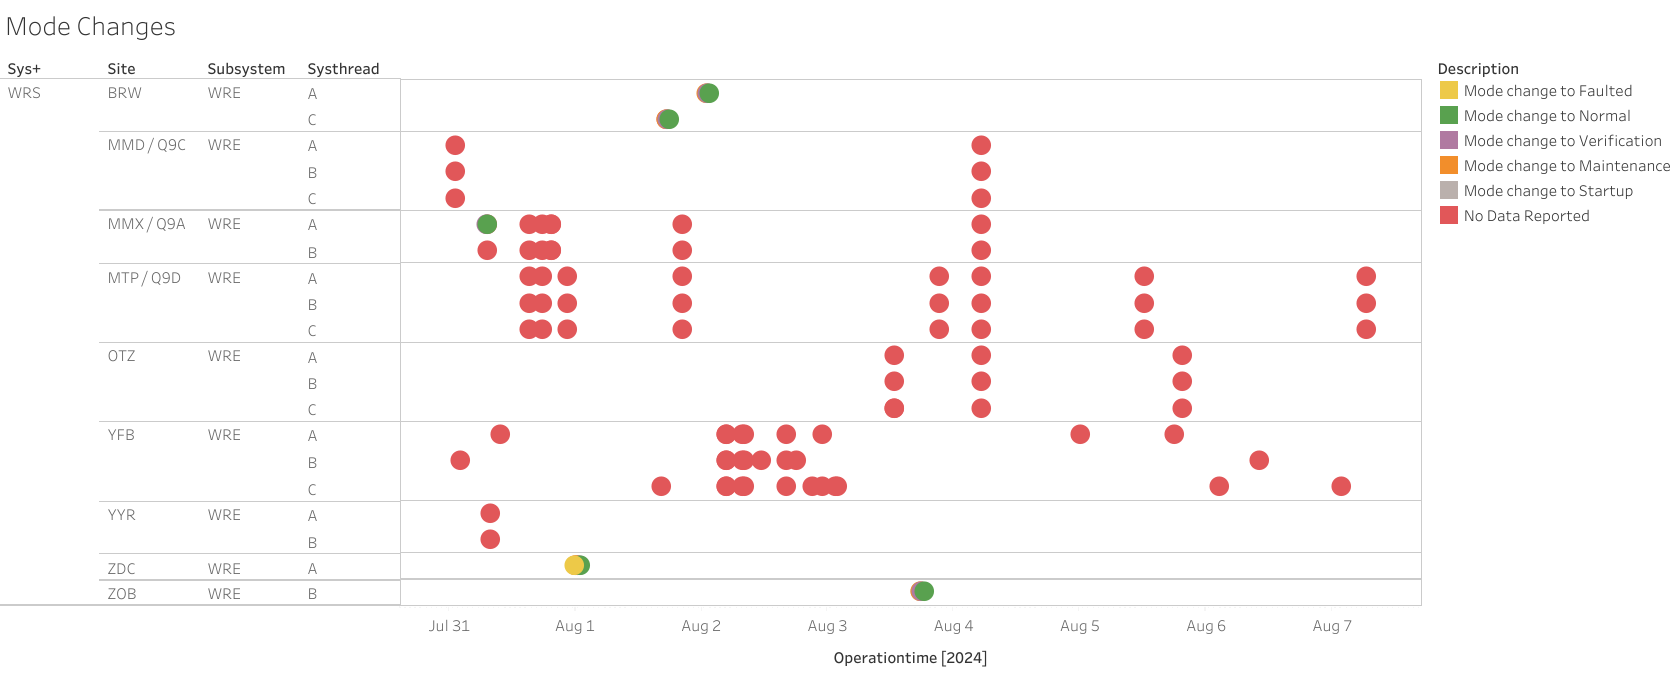 Mode Changes
Sys+ Site Subsystem Systhread
Description
WRS BRW WRE A
Mode change to Faulted
C
Mode change to Normal
MMD / Q9C WRE A
Mode change to Verification
B
Mode change to Maintenance
C
Mode change to Startup
MMX / Q9A WRE A
No Data Reported
B
MTP / Q9D WRE A
B
C
OTZ WRE A
B
C
YFB WRE A
B
C
YYR WRE A
B
ZDC WRE A
ZOB WRE B
Jul 31 Aug 1 Aug 2 Aug 3 Aug 4 Aug 5 Aug 6 Aug 7
Operationtime [2024]